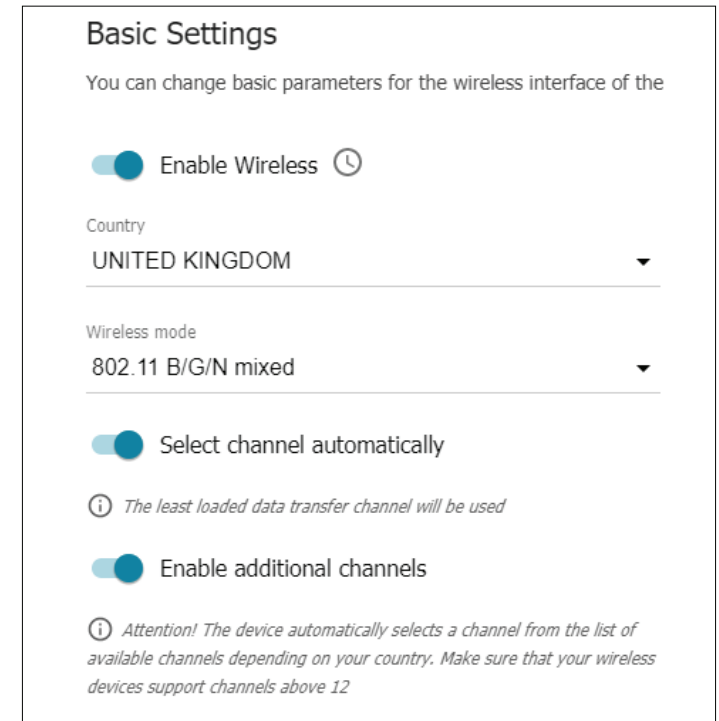 Basic Settings
You can change basic parameters for the wireless interface of the
Enable Wireless
Country
UNITED KINGDOM
Wireless mode
802.11 B/G/N mixed
Select channel automatically
The least loaded data transfer channel will be used
Enable additional channels
Attention! The device automatically selects a channel from the list of
available channels depending on your country. Make sure that your wireless
devices support channels above 12